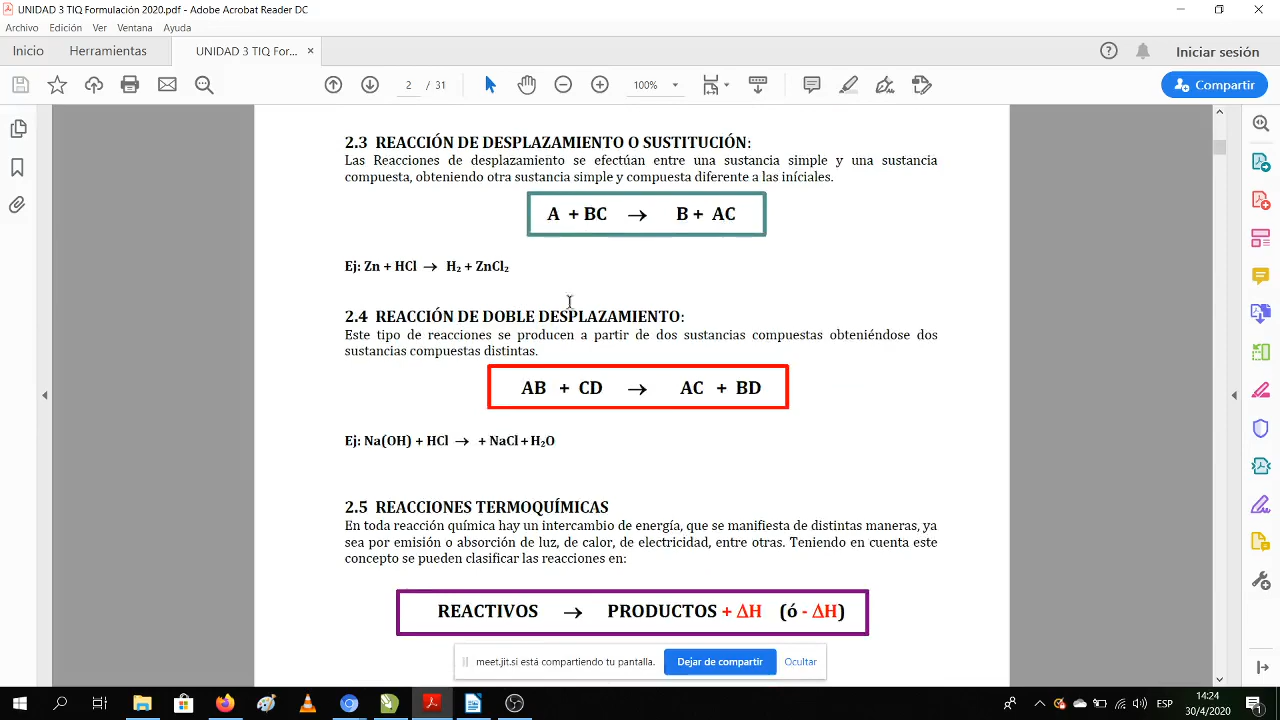 UNIDAD 3 TIQ Formulación 2020.pdf - Adobe Acrobat Reader DC
Archivo Edición Ver Ventana Ayuda
Inicio Herramientas UNIDAD 3 TIQ For... × Iniciar sesión
2 / 31 100% Compartir
2.3 REACCIÓN DE DESPLAZAMIENTO O SUSTITUCIÓN:
Las Reacciones de desplazamiento se efectúan entre una sustancia simple y una sustancia
compuesta, obteniendo otra sustancia simple y compuesta diferente a las iníciales.
A + BC → B + AC
Ej: Zn + HCl → H₂ + ZnCl₂
2.4 REACCIÓN DE DOBLE DESPLAZAMIENTO:
Este tipo de reacciones se producen a partir de dos sustancias compuestas obteniéndose dos
sustancias compuestas distintas.
AB + CD → AC + BD
Ej: Na(OH) + HCl → + NaCl + H₂O
2.5 REACCIONES TERMOQUÍMICAS
En toda reacción química hay un intercambio de energía, que se manifiesta de distintas maneras, ya
sea por emisión o absorción de luz, de calor, de electricidad, entre otras. Teniendo en cuenta este
concepto se pueden clasificar las reacciones en:
REACTIVOS → PRODUCTOS + ΔH (ó - ΔH)
meet.jit.si está compartiendo tu pantalla. Dejar de compartir Ocultar
ESP 14:24
30/4/2020